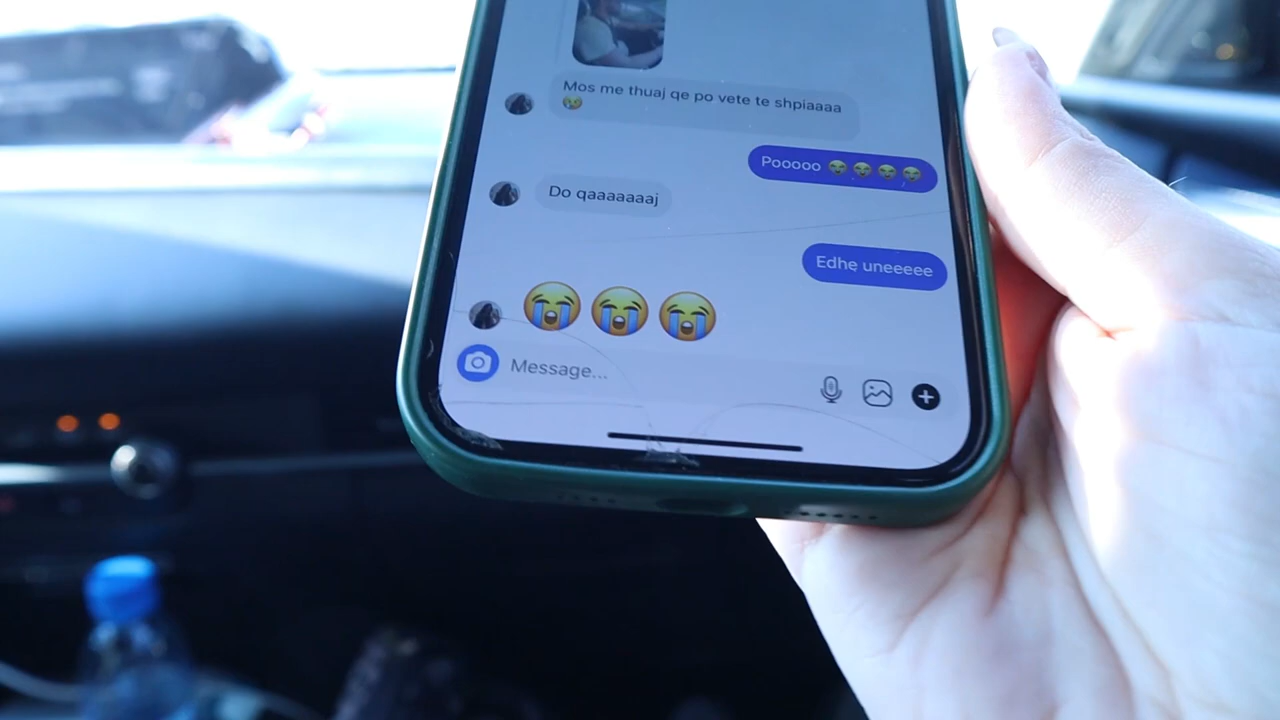 Mos me thuaj qe po vete te shpiaaaa
😭
Pooooo 😭😭😭😭
Do qaaaaaaaj
Edhe uneeeee
😭😭😭
Message...